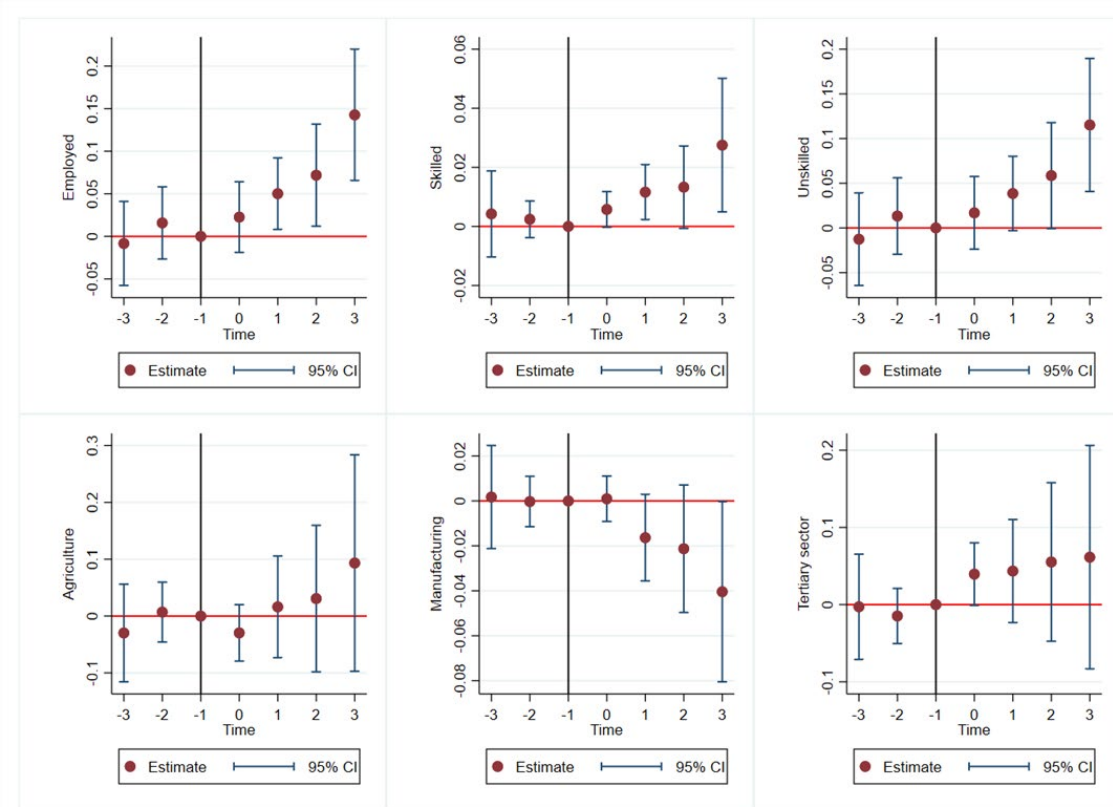 Employed
0.2
0.15
0.1
0.05
0
-0.05
-3 -2 -1 0 1 2 3
Time
Estimate 95% CI
Skilled
0.06
0.04
0.02
0
-0.02
-3 -2 -1 0 1 2 3
Time
Estimate 95% CI
Unskilled
0.2
0.15
0.1
0.05
0
-0.05
-3 -2 -1 0 1 2 3
Time
Estimate 95% CI
Agriculture
0.3
0.2
0.1
0
-0.1
-3 -2 -1 0 1 2 3
Time
Estimate 95% CI
Manufacturing
0.02
0
-0.02
-0.04
-0.06
-0.08
-3 -2 -1 0 1 2 3
Time
Estimate 95% CI
Tertiary sector
0.2
0.1
0
-0.1
-3 -2 -1 0 1 2 3
Time
Estimate 95% CI